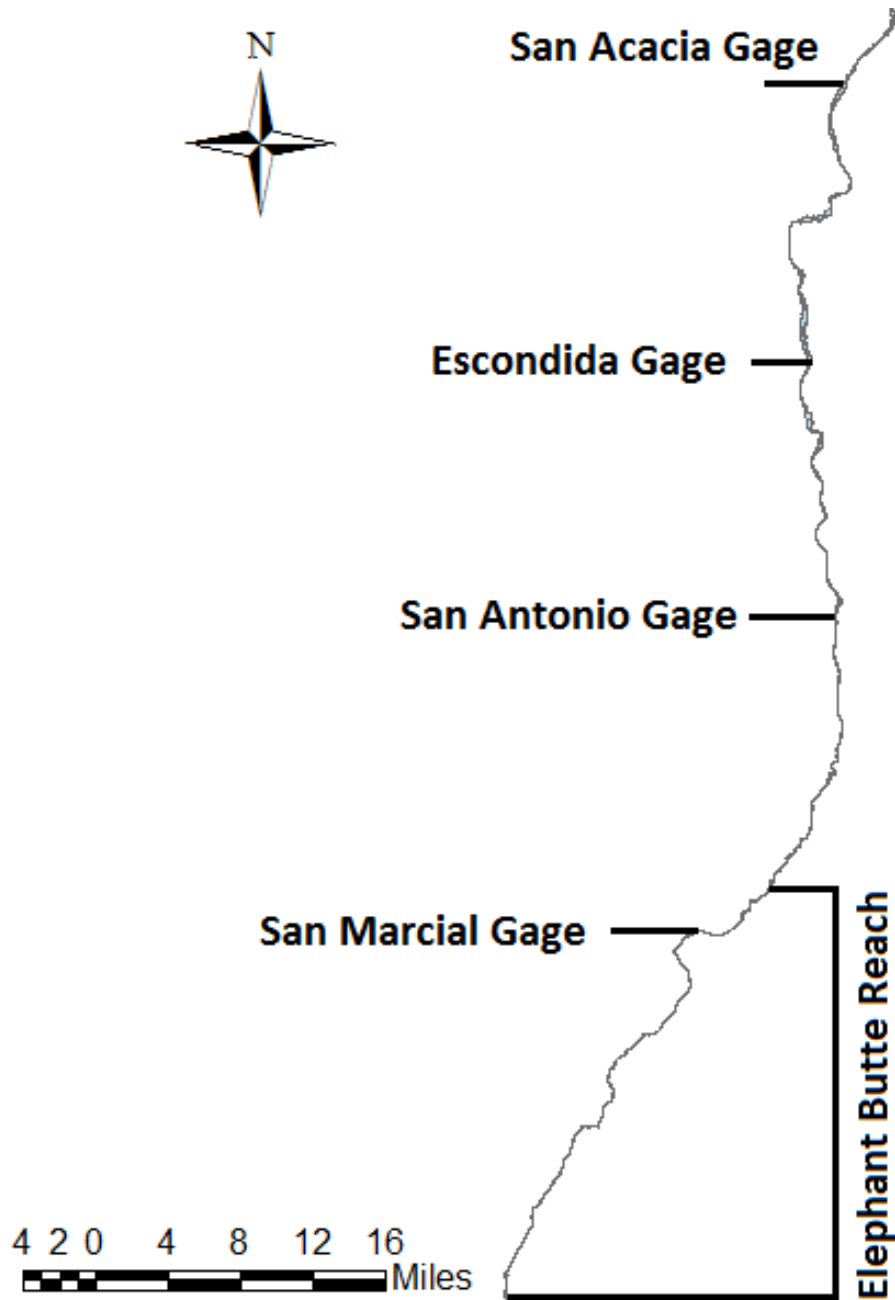 San Acacia Gage
N
Escondida Gage
San Antonio Gage
San Marcial Gage
Elephant Butte Reach
4 2 0 4 8 12 16
Miles